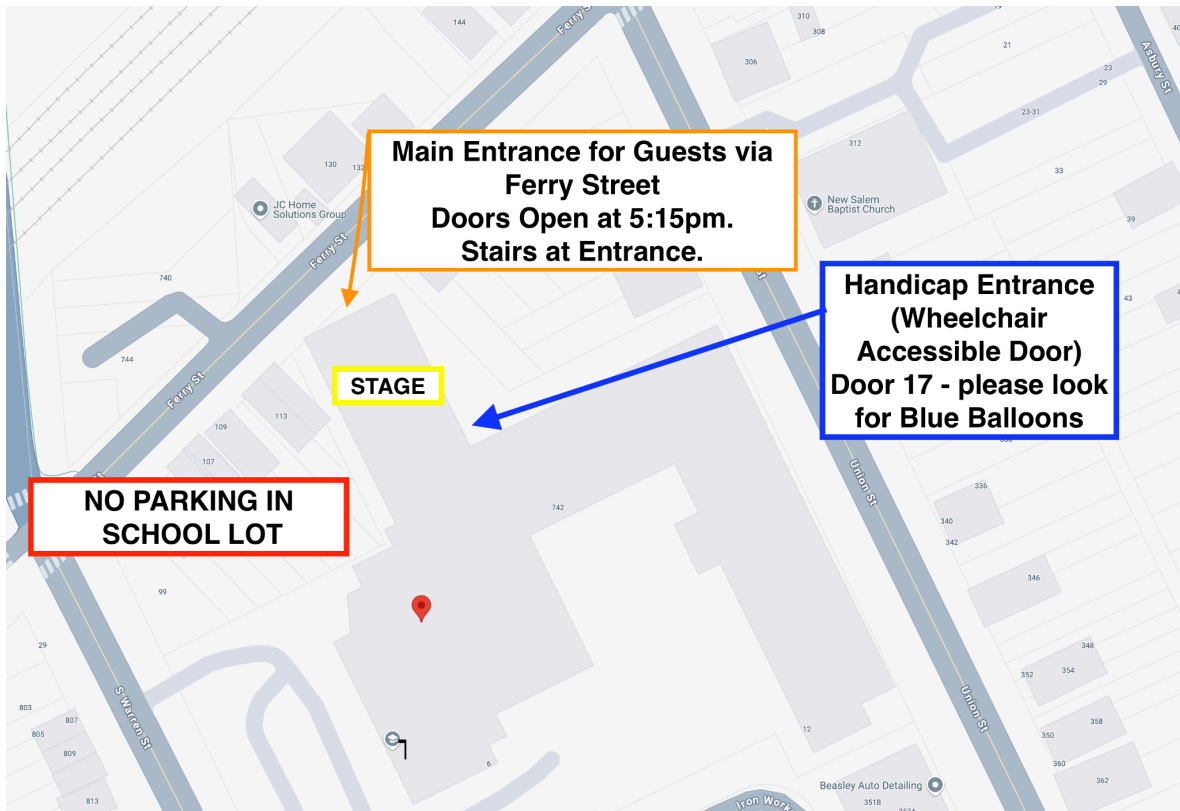 144
Ferry St
310
308
306
19
21
23
29
23-31
Asbury St
40
130
132
Main Entrance for Guests via
Ferry Street
Doors Open at 5:15pm.
Stairs at Entrance.
312
33
New Salem
Baptist Church
39
JC Home
Solutions Group
Ferry St
740
744
St
Handicap Entrance
(Wheelchair
Accessible Door)
Door 17 - please look
for Blue Balloons
43
STAGE
Ferry St
113
109
107
NO PARKING IN
SCHOOL LOT
742
Union St
336
340
342
346
99
29
803
807
805
809
813
S Warren St
6
12
Union St
348
354
352
358
350
360
362
Beasley Auto Detailing
351B
Iron Works